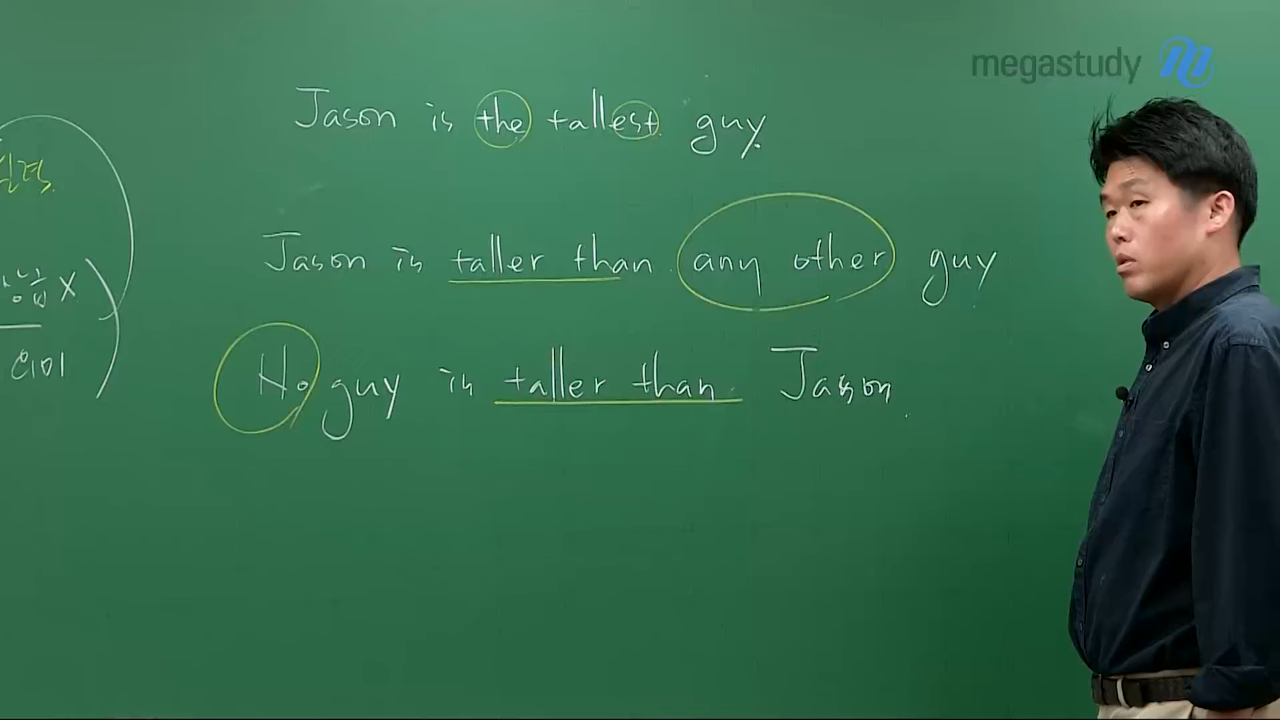 megastudy
Jason is the tallest guy.
Jason is taller than any other guy
No guy is taller than Jason.